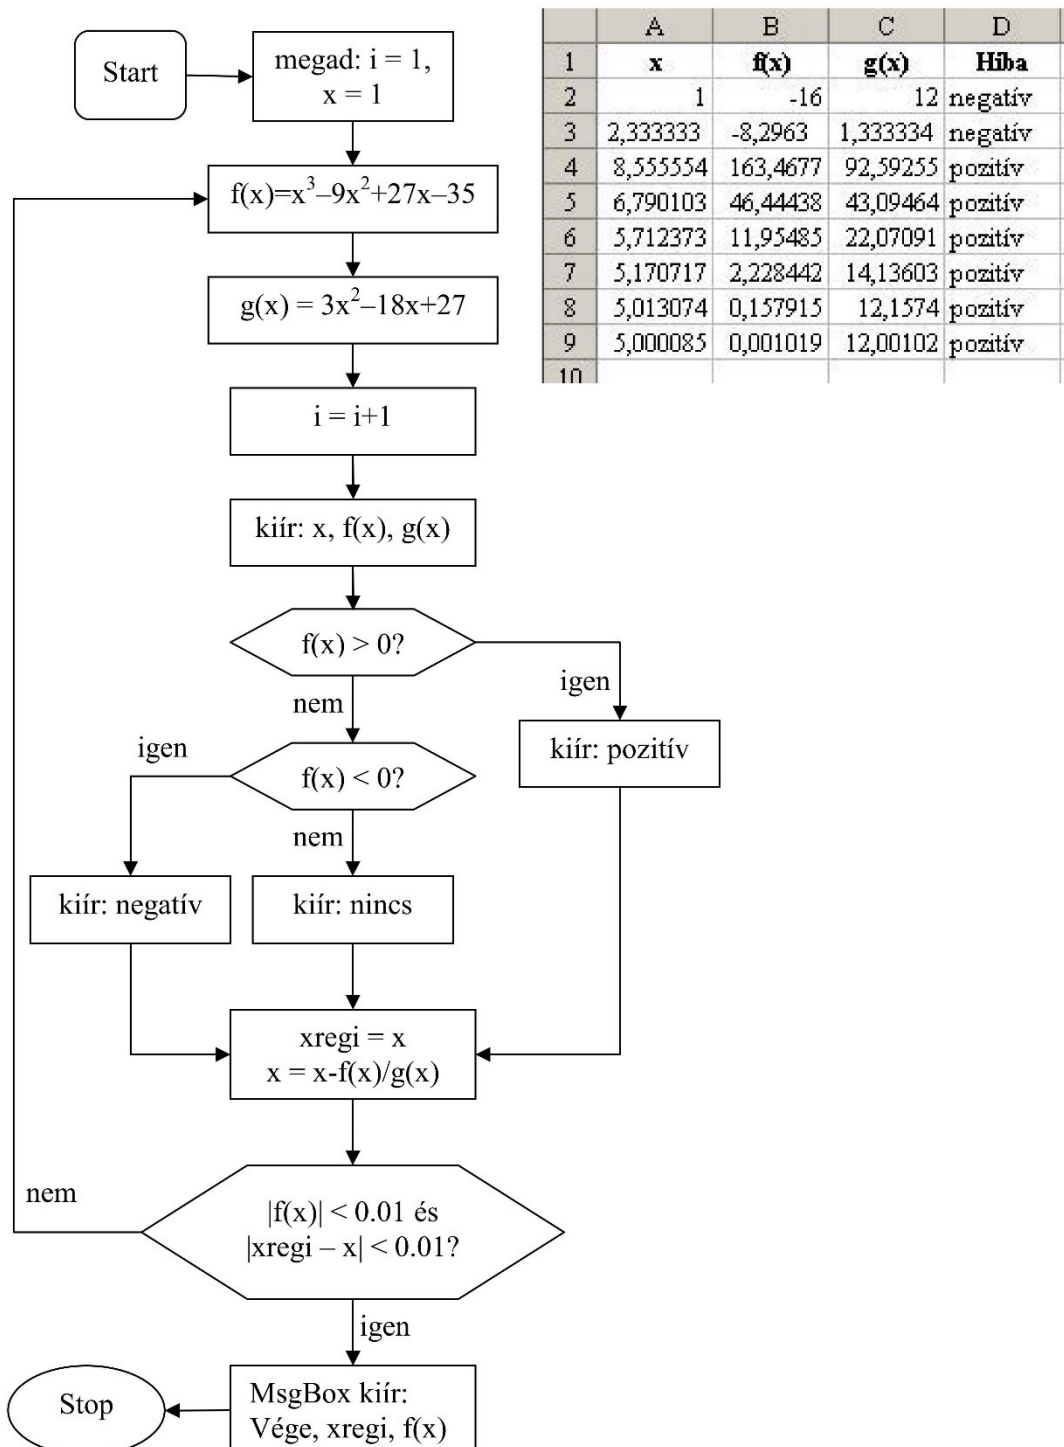 Start
megad: i = 1,
x = 1
f(x)=x³–9x²+27x–35
g(x) = 3x²–18x+27
i = i+1
kiír: x, f(x), g(x)
f(x) > 0?
igen
nem
kiír: pozitív
igen
f(x) < 0?
nem
kiír: negatív
kiír: nincs
xregi = x
x = x-f(x)/g(x)
nem
|f(x)| < 0.01 és
|xregi – x| < 0.01?
igen
MsgBox kiír:
Vége, xregi, f(x)
Stop
A B C D
1 x f(x) g(x) Hiba
2 1 -16 12 negatív
3 2,333333 -8,2963 1,333334 negatív
4 8,555554 163,4677 92,59255 pozitív
5 6,790103 46,44438 43,09464 pozitív
6 5,712373 11,95485 22,07091 pozitív
7 5,170717 2,228442 14,13603 pozitív
8 5,013074 0,157915 12,1574 pozitív
9 5,000085 0,001019 12,00102 pozitív
10